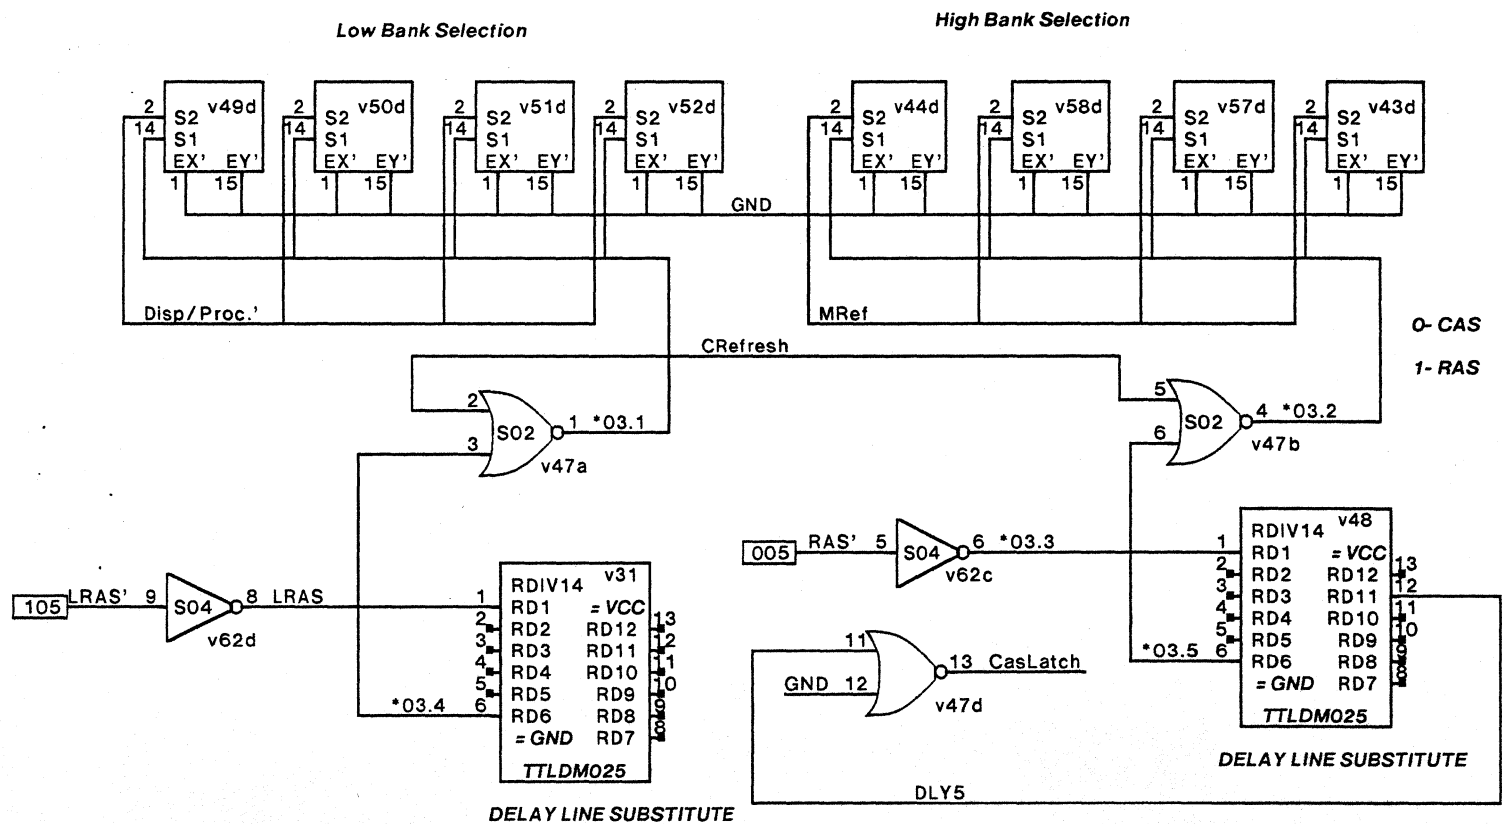 Low Bank Selection
High Bank Selection
2 S2 v49d
14 S1
EX' EY'
1 15
2 S2 v50d
14 S1
EX' EY'
1 15
2 S2 v51d
14 S1
EX' EY'
1 15
2 S2 v52d
14 S1
EX' EY'
1 15
2 S2 v44d
14 S1
EX' EY'
1 15
2 S2 v58d
14 S1
EX' EY'
1 15
2 S2 v57d
14 S1
EX' EY'
1 15
2 S2 v43d
14 S1
EX' EY'
1 15
GND
Disp/Proc.'
MRef
0- CAS
1- RAS
CRefresh
2
3
S02
1 *03.1
v47a
5
6
S02
4 *03.2
v47b
105 LRAS' 9 S04 8 LRAS
v62d
005 RAS' 5 S04 6 *03.3
v62c
v31
RDIV14
1 RD1 =VCC
2 RD2 RD12 13
3 RD3 RD11 12
4 RD4 RD10 11
5 RD5 RD9 10
*03.4 6 RD6 RD8 9
=GND RD7 8
TTLDM025
DELAY LINE SUBSTITUTE
v48
RDIV14
1 RD1 =VCC
2 RD2 RD12 13
3 RD3 RD11 12
4 RD4 RD10 11
5 RD5 RD9 10
*03.5 6 RD6 RD8 9
=GND RD7 8
TTLDM025
DELAY LINE SUBSTITUTE
11
GND 12
13 CasLatch
v47d
DLY5